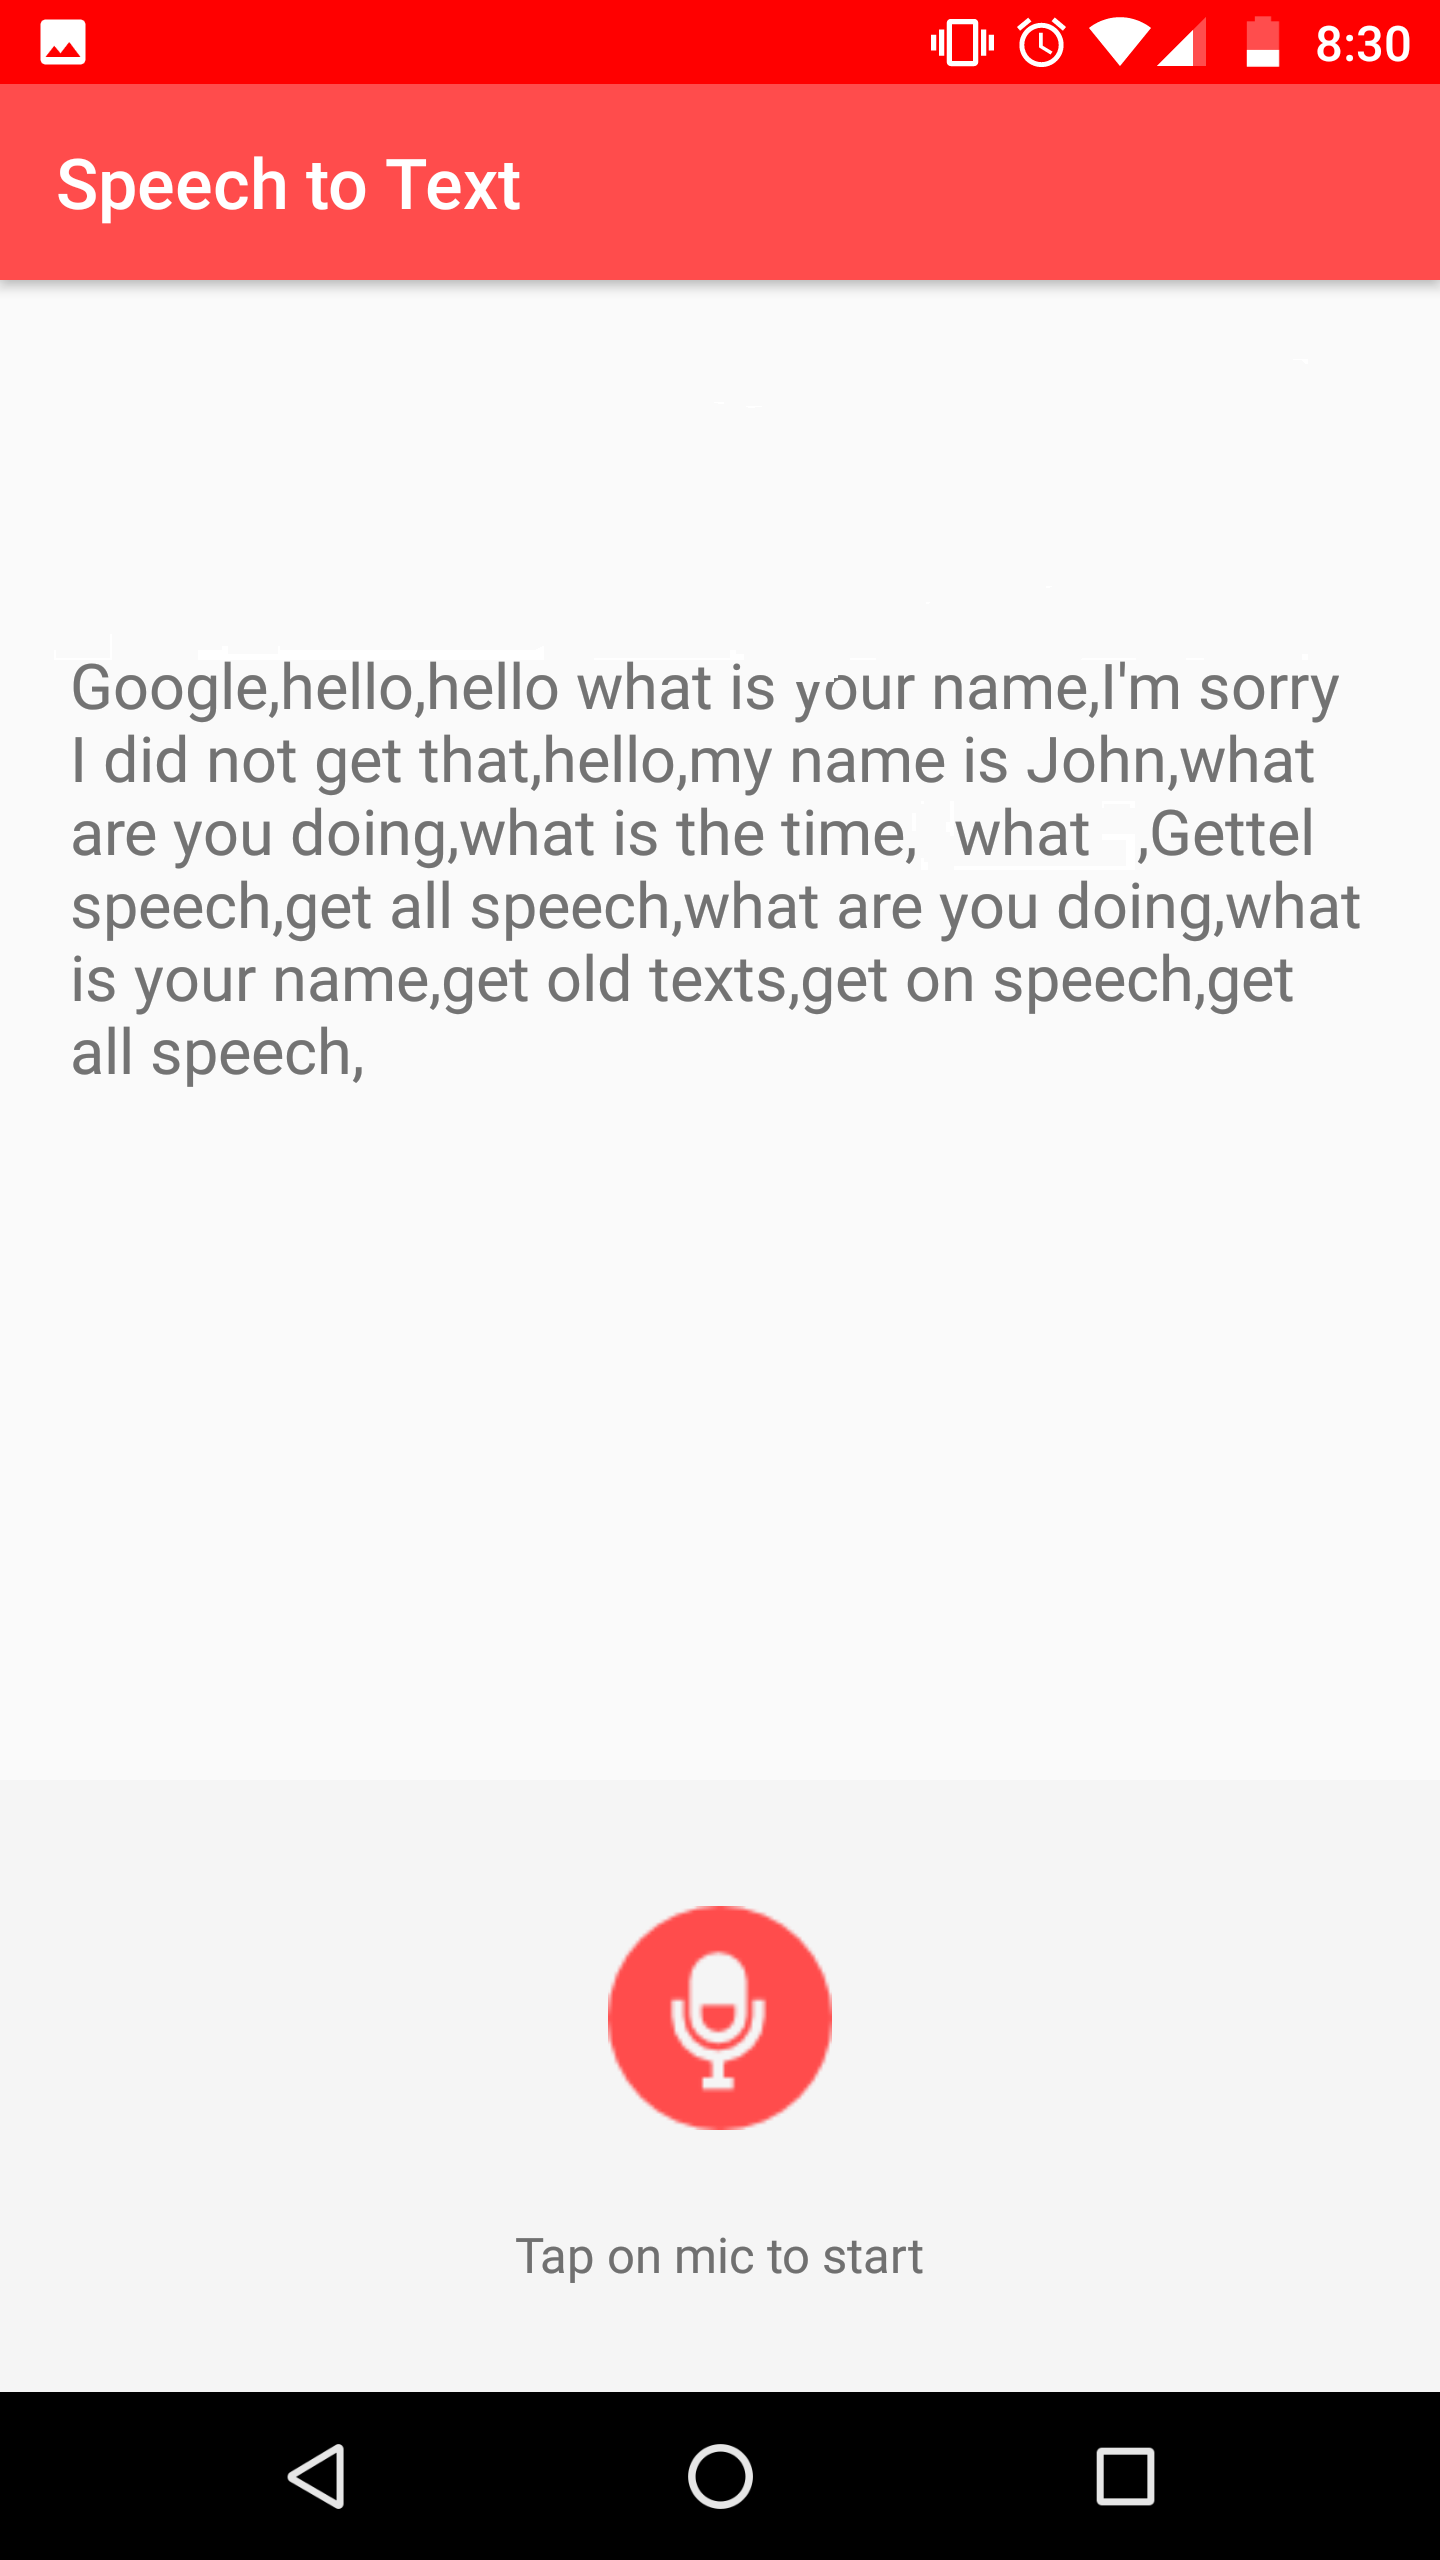 8:30
Speech to Text
Google,hello,hello what is your name,I'm sorry
I did not get that,hello,my name is John,what
are you doing,what is the time, what ,Gettel
speech,get all speech,what are you doing,what
is your name,get old texts,get on speech,get
all speech,
Tap on mic to start